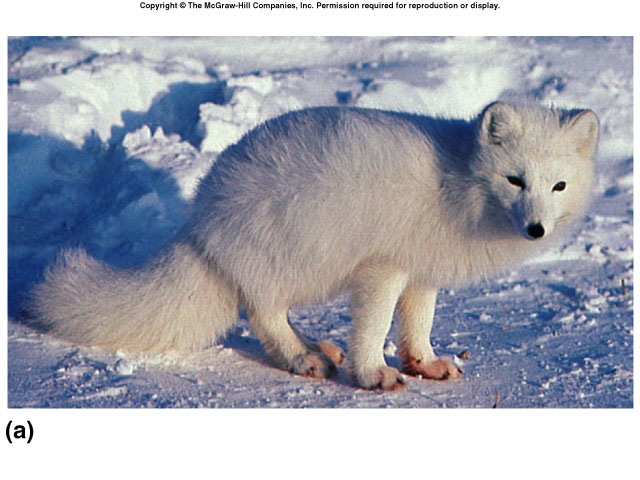 Copyright © The McGraw-Hill Companies, Inc. Permission required for reproduction or display.
(a)